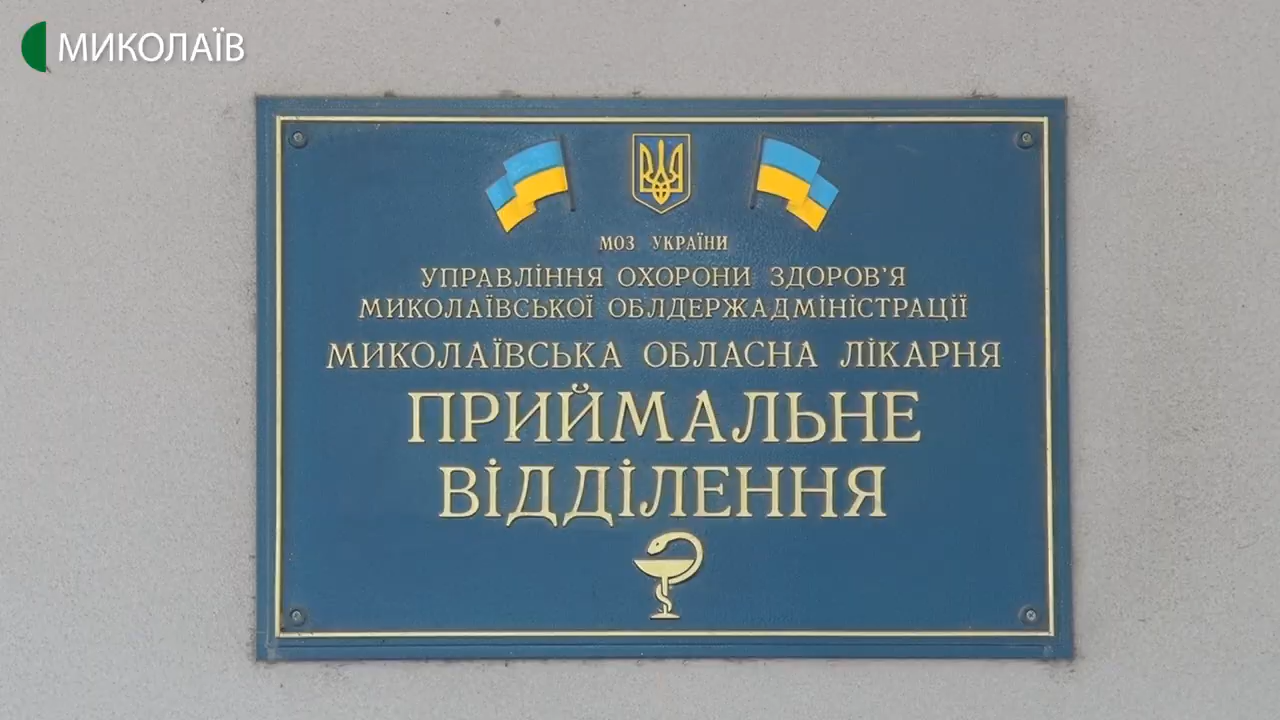 МИКОЛАЇВ
МОЗ УКРАЇНИ
УПРАВЛІННЯ ОХОРОНИ ЗДОРОВ'Я
МИКОЛАЇВСЬКОЇ ОБЛДЕРЖАДМІНІСТРАЦІЇ
МИКОЛАЇВСЬКА ОБЛАСНА ЛІКАРНЯ
ПРИЙМАЛЬНЕ
ВІДДІЛЕННЯ